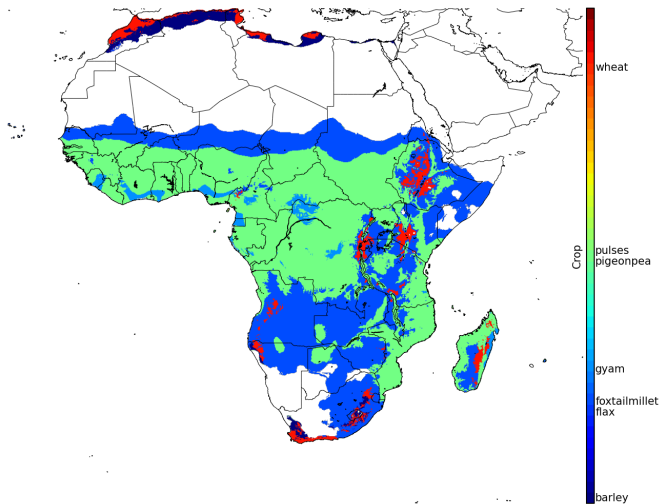 wheat
Crop
pulses
pigeonpea
gyam
foxtailmillet
flax
barley